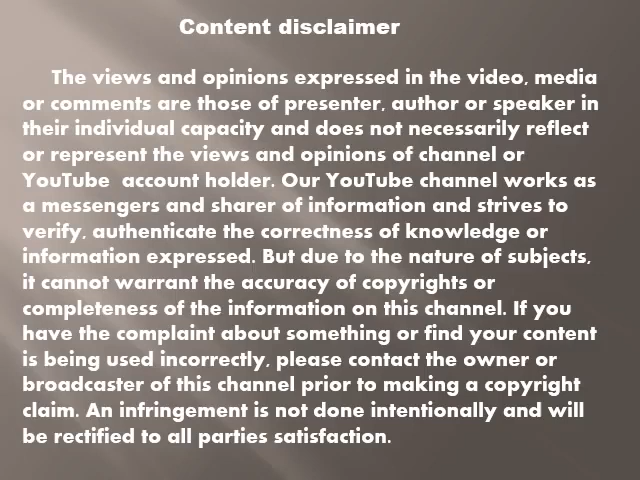 Content disclaimer
The views and opinions expressed in the video, media
or comments are those of presenter, author or speaker in
their individual capacity and does not necessarily reflect
or represent the views and opinions of channel or
YouTube account holder. Our YouTube channel works as
a messengers and sharer of information and strives to
verify, authenticate the correctness of knowledge or
information expressed. But due to the nature of subjects,
it cannot warrant the accuracy of copyrights or
completeness of the information on this channel. If you
have the complaint about something or find your content
is being used incorrectly, please contact the owner or
broadcaster of this channel prior to making a copyright
claim. An infringement is not done intentionally and will
be rectified to all parties satisfaction.